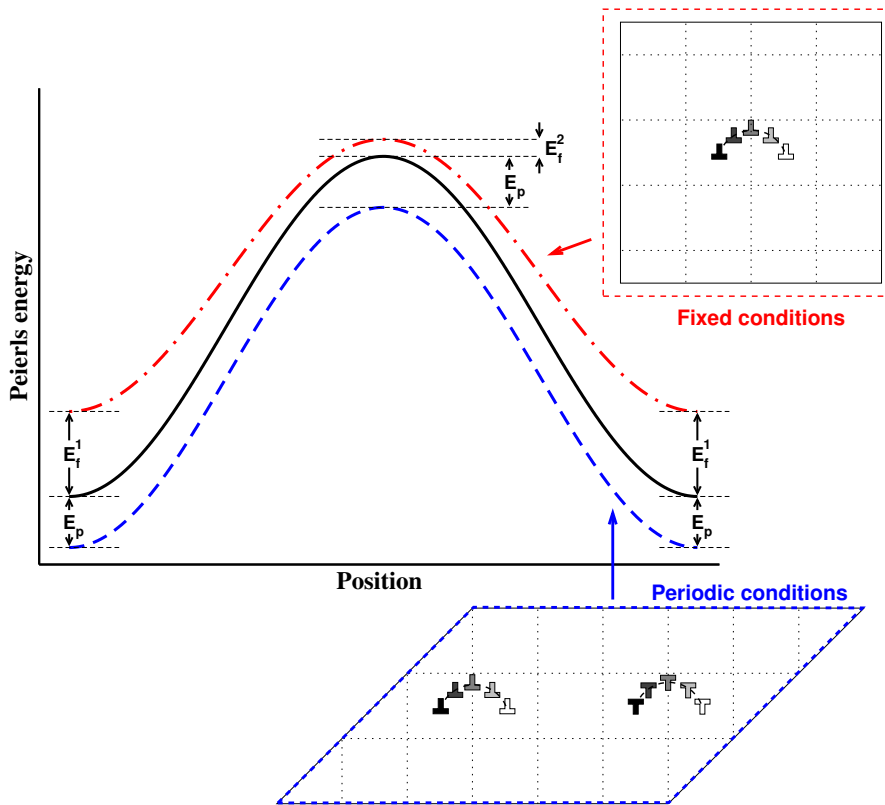 E_f^2
E_p
Peierls energy
Fixed conditions
E_f^1
E_f^1
E_p
E_p
Position
Periodic conditions